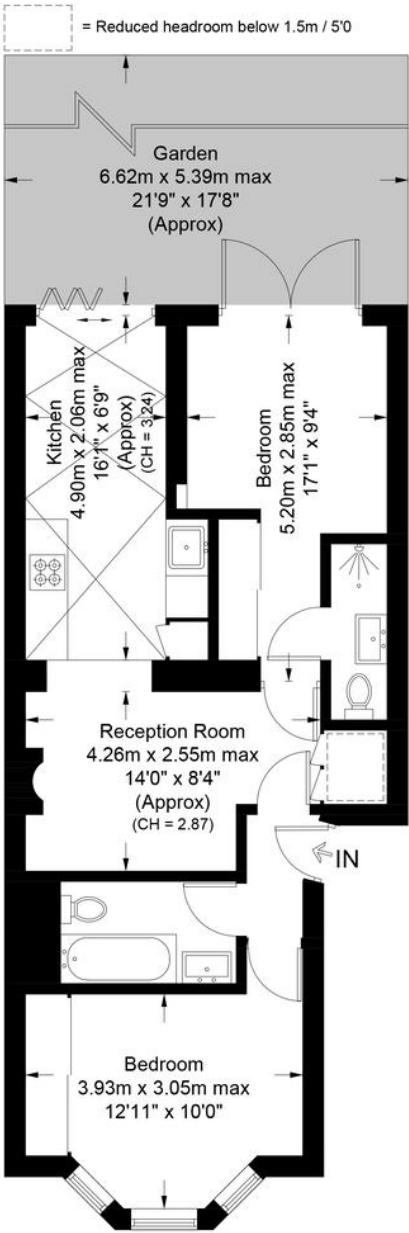 = Reduced headroom below 1.5m / 5'0
Garden
6.62m x 5.39m max
21'9" x 17'8"
(Approx)
Kitchen
4.90m x 2.06m max
16'1" x 6'9"
(Approx)
(CH = 3.24)
Bedroom
5.20m x 2.85m max
17'1" x 9'4"
Reception Room
4.26m x 2.55m max
14'0" x 8'4"
(Approx)
(CH = 2.87)
IN
Bedroom
3.93m x 3.05m max
12'11" x 10'0"